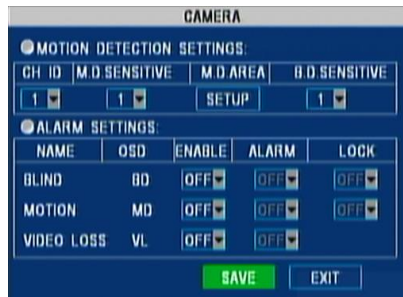 CAMERA
MOTION DETECTION SETTINGS:
CH ID M.D.SENSITIVE M.D.AREA B.D.SENSITIVE
1 1 SETUP 1
ALARM SETTINGS:
NAME OSD ENABLE ALARM LOCK
BLIND BD OFF OFF OFF
MOTION MD OFF OFF OFF
VIDEO LOSS VL OFF OFF
SAVE EXIT